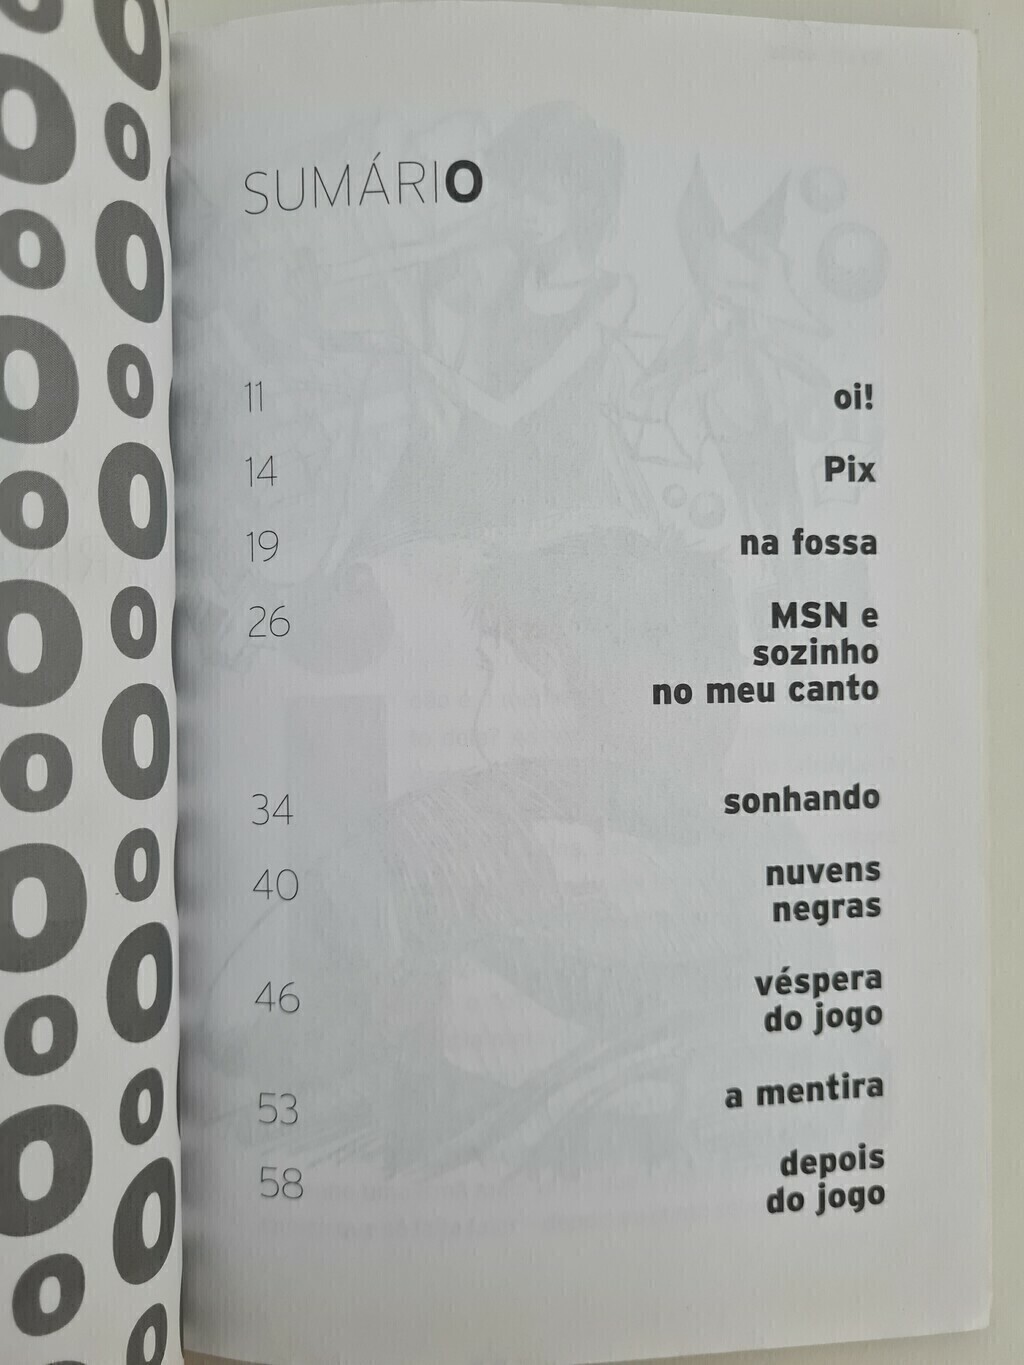 SUMÁRIO
11 oi!
14 Pix
19 na fossa
26 MSN e
sozinho
no meu canto
34 sonhando
40 nuvens
negras
46 véspera
do jogo
53 a mentira
58 depois
do jogo